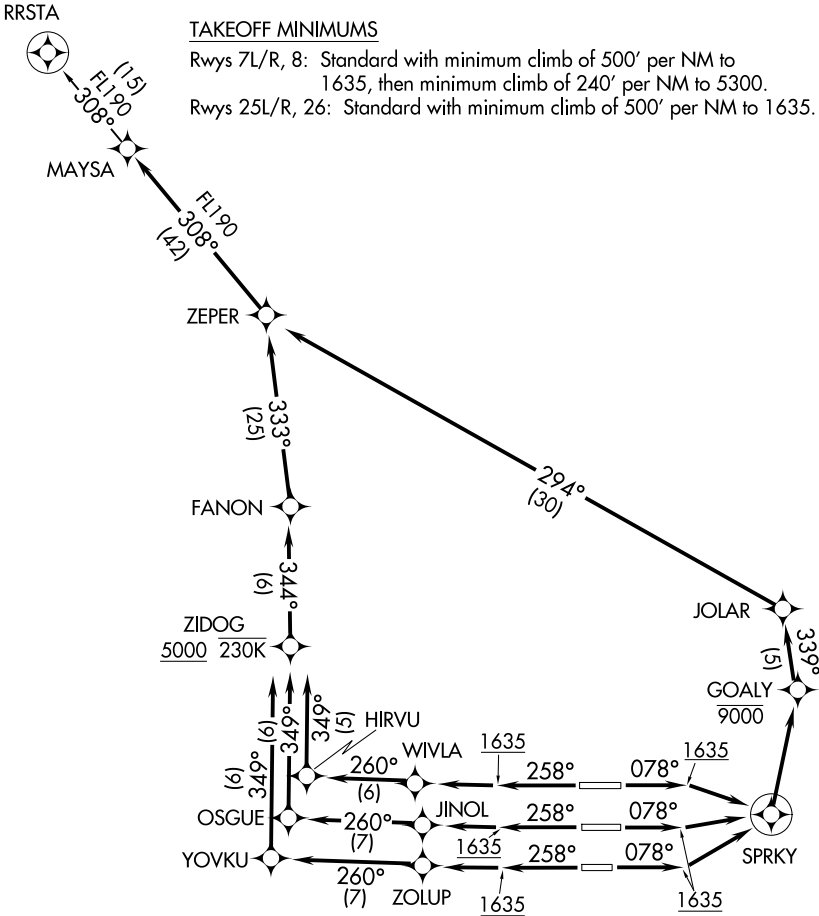 RRSTA
TAKEOFF MINIMUMS
Rwys 7L/R, 8: Standard with minimum climb of 500' per NM to
1635, then minimum climb of 240' per NM to 5300.
Rwys 25L/R, 26: Standard with minimum climb of 500' per NM to 1635.
(15)
FL190
308°
MAYSA
FL190
308°
(42)
ZEPER
333°
(25)
294°
(30)
FANON
344°
(6)
ZIDOG
5000 230K
JOLAR
339°
(5)
GOALY
9000
349°
(6)
349°
(6)
349°
(5)
HIRVU
WIVLA
260°
(6)
1635
258°
078°
1635
OSGUE
260°
(7)
JINOL
1635
258°
078°
SPRKY
YOVKU
260°
(7)
ZOLUP
258°
1635
078°
1635